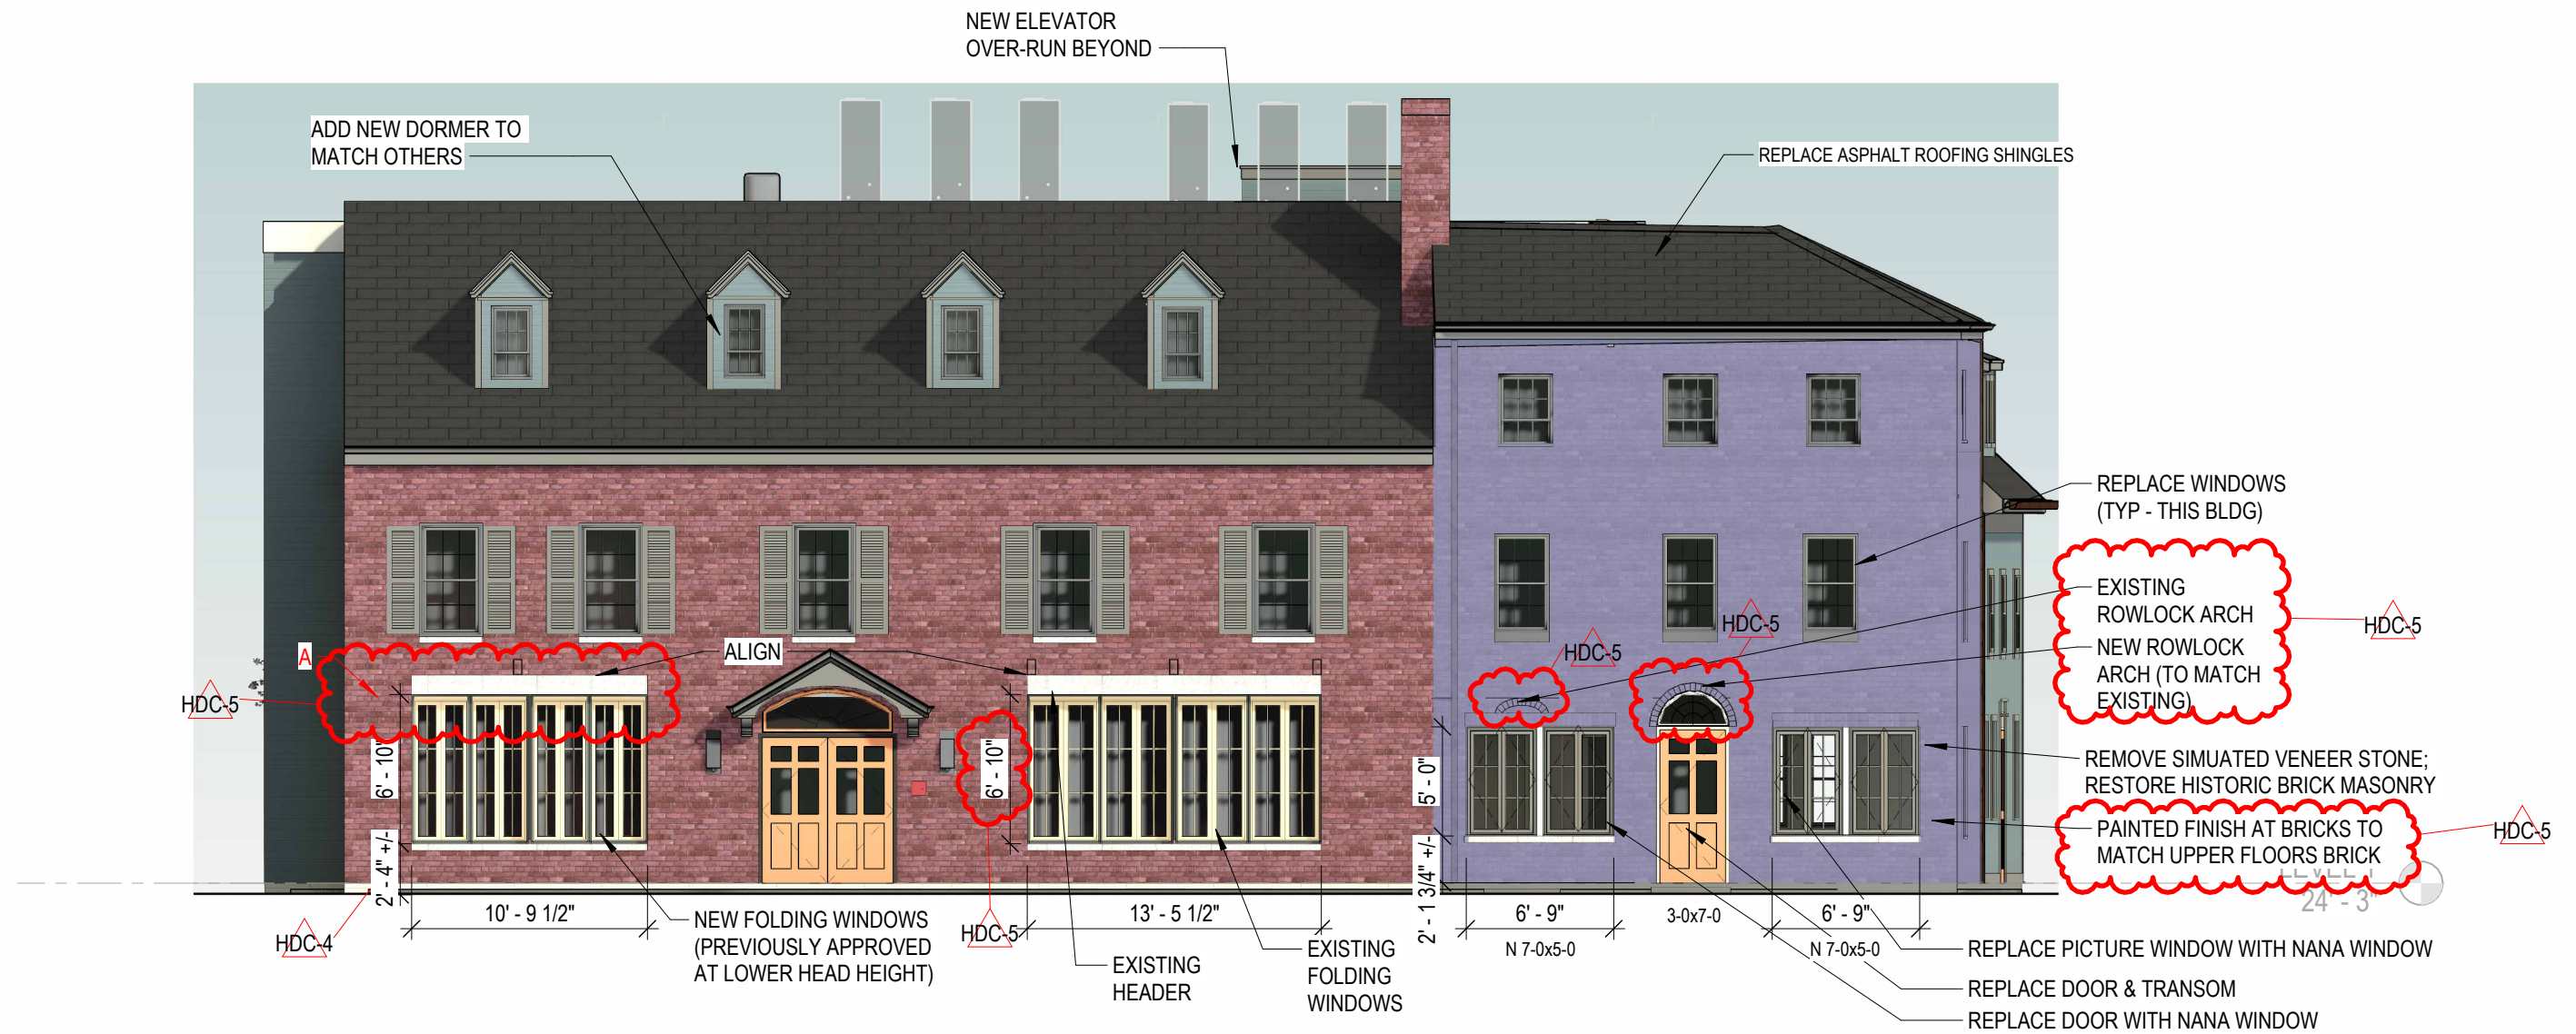 NEW ELEVATOR
OVER-RUN BEYOND
ADD NEW DORMER TO
MATCH OTHERS
REPLACE ASPHALT ROOFING SHINGLES
REPLACE WINDOWS
(TYP - THIS BLDG)
EXISTING
ROWLOCK ARCH
NEW ROWLOCK
ARCH (TO MATCH
EXISTING)
HDC-5
HDC-5
HDC-5
A
HDC-5
ALIGN
6' - 10"
6' - 10"
5' - 0"
2' - 4" +/-
2' - 1 3/4" +/-
REMOVE SIMUATED VENEER STONE;
RESTORE HISTORIC BRICK MASONRY
PAINTED FINISH AT BRICKS TO
MATCH UPPER FLOORS BRICK
HDC-5
LEVEL 1
24' - 3"
10' - 9 1/2"
13' - 5 1/2"
6' - 9"
3-0x7-0
6' - 9"
N 7-0x5-0
N 7-0x5-0
HDC-4
HDC-5
NEW FOLDING WINDOWS
(PREVIOUSLY APPROVED
AT LOWER HEAD HEIGHT)
EXISTING
HEADER
EXISTING
FOLDING
WINDOWS
REPLACE PICTURE WINDOW WITH NANA WINDOW
REPLACE DOOR & TRANSOM
REPLACE DOOR WITH NANA WINDOW